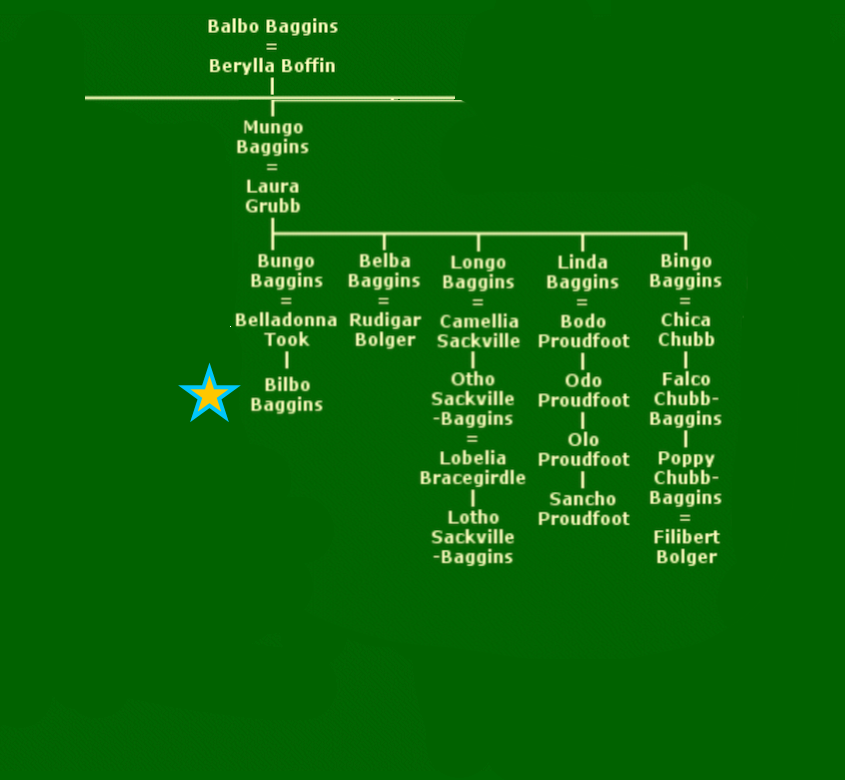 Balbo Baggins
=
Berylla Boffin
Mungo
Baggins
=
Laura
Grubb
Bungo
Baggins
=
Belladonna
Took
Bilbo
Baggins
Belba
Baggins
=
Rudigar
Bolger
Longo
Baggins
=
Camellia
Sackville
Otho
Sackville
-Baggins
=
Lobelia
Bracegirdle
Lotho
Sackville
-Baggins
Linda
Baggins
=
Bodo
Proudfoot
Odo
Proudfoot
Olo
Proudfoot
Sancho
Proudfoot
Bingo
Baggins
=
Chica
Chubb
Falco
Chubb-
Baggins
Poppy
Chubb-
Baggins
=
Filibert
Bolger